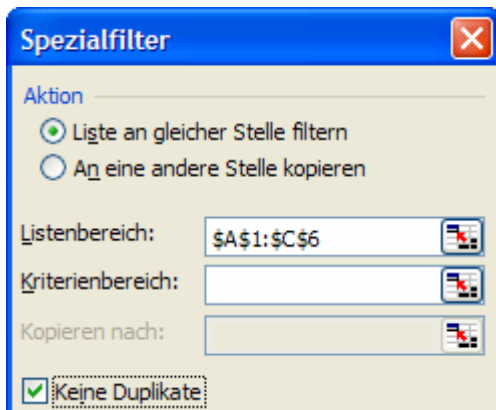 Spezialfilter
Aktion
Liste an gleicher Stelle filtern
An eine andere Stelle kopieren
Listenbereich: $A$1:$C$6
Kriterienbereich:
Kopieren nach:
Keine Duplikate